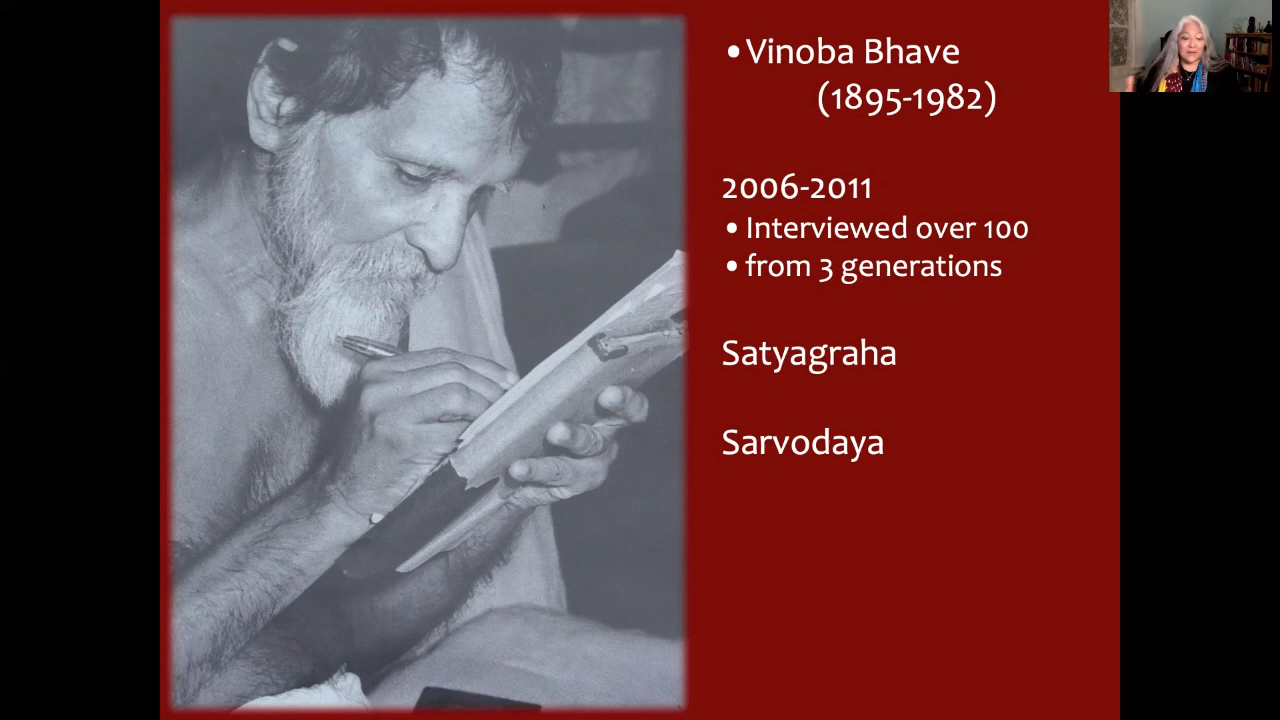 •Vinoba Bhave
(1895-1982)
2006-2011
• Interviewed over 100
• from 3 generations
Satyagraha
Sarvodaya